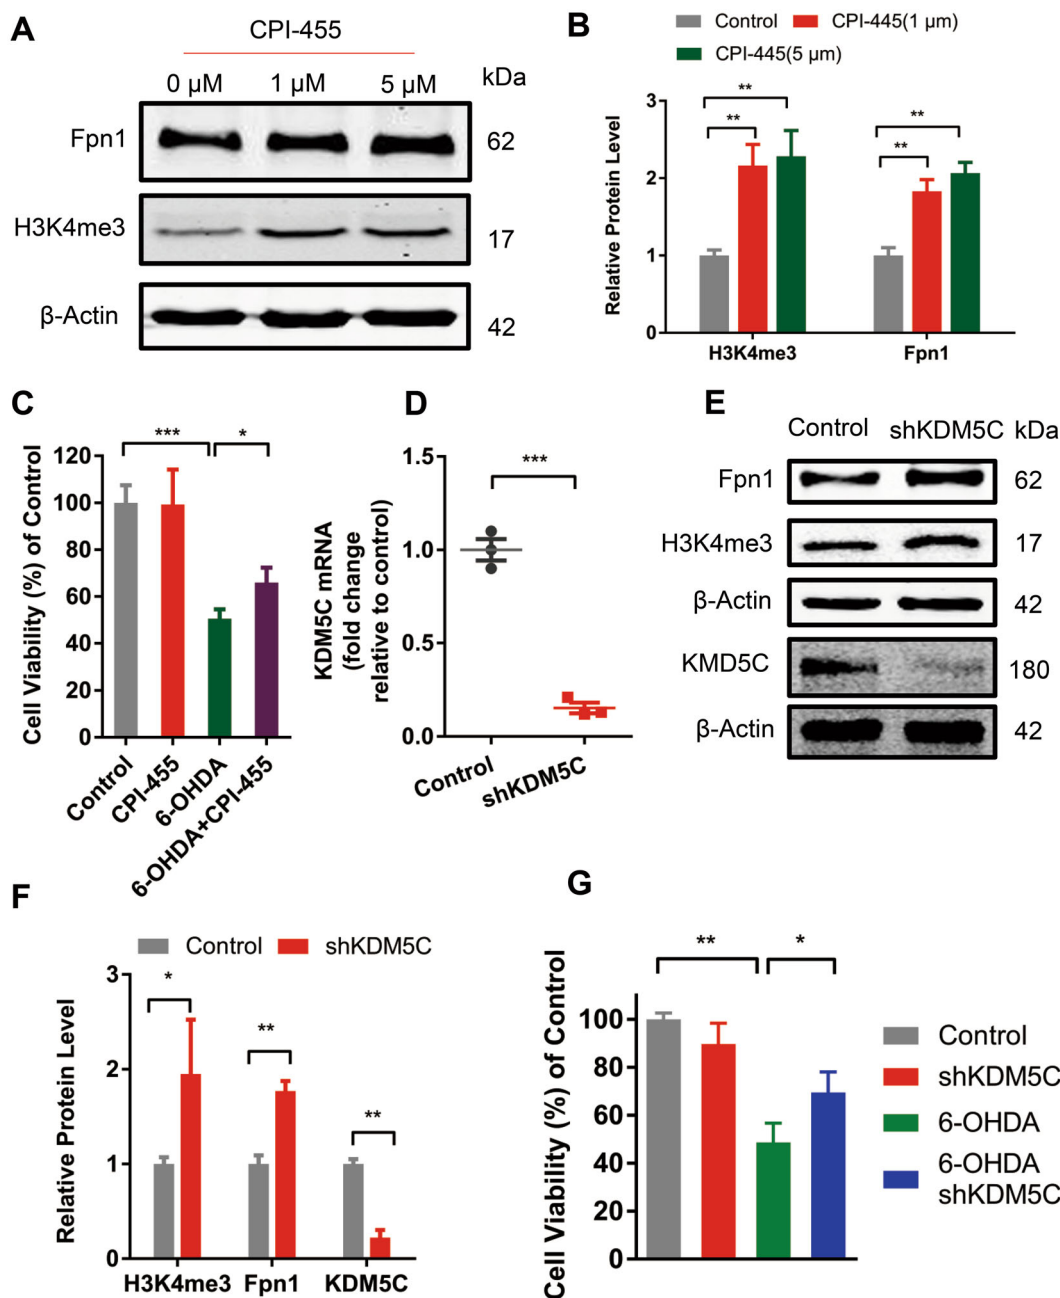 A
CPI-455
0 µM 1 µM 5 µM kDa
Fpn1 62
H3K4me3 17
β-Actin 42
B
Control CPI-445(1 µm)
CPI-445(5 µm)
Relative Protein Level
3
2
1
0
** ** ** **
H3K4me3 Fpn1
C
Cell Viability (%) of Control
120
100
80
60
40
20
0
*** *
Control
CPI-455
6-OHDA
6-OHDA+CPI-455
D
KDM5C mRNA
(fold change
relative to control)
1.5
1.0
0.5
0.0
***
Control
shKDM5C
E
Control shKDM5C kDa
Fpn1 62
H3K4me3 17
β-Actin 42
KMD5C 180
β-Actin 42
F
Control shKDM5C
Relative Protein Level
3
2
1
0
* ** **
H3K4me3 Fpn1 KDM5C
G
Cell Viability (%) of Control
100
80
60
40
20
0
** *
Control
shKDM5C
6-OHDA
6-OHDA
shKDM5C